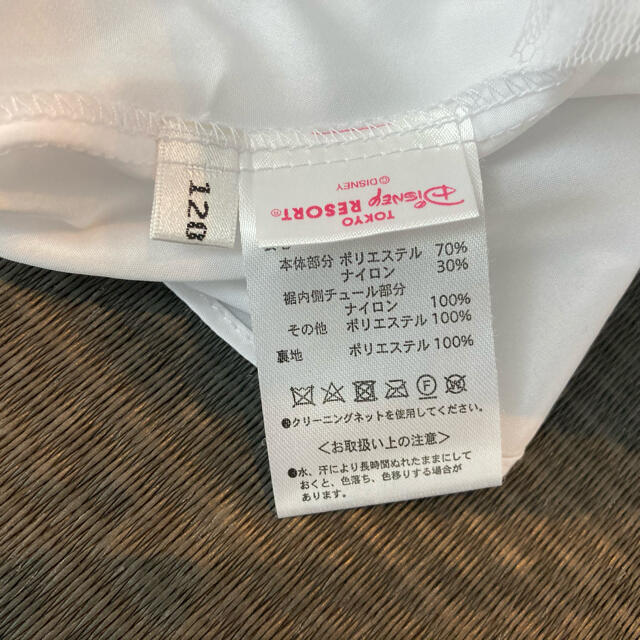 128
TOKYO
Disney RESORT®
©DISNEY
本体部分 ポリエステル 70%
ナイロン 30%
裾内側チュール部分
ナイロン 100%
その他 ポリエステル 100%
裏地 ポリエステル 100%
F
W
●クリーニングネットを使用してください。
<お取扱い上の注意>
●水、汗により長時間ぬれたままにして
おくと、色落ち、色移りする場合が
あります。